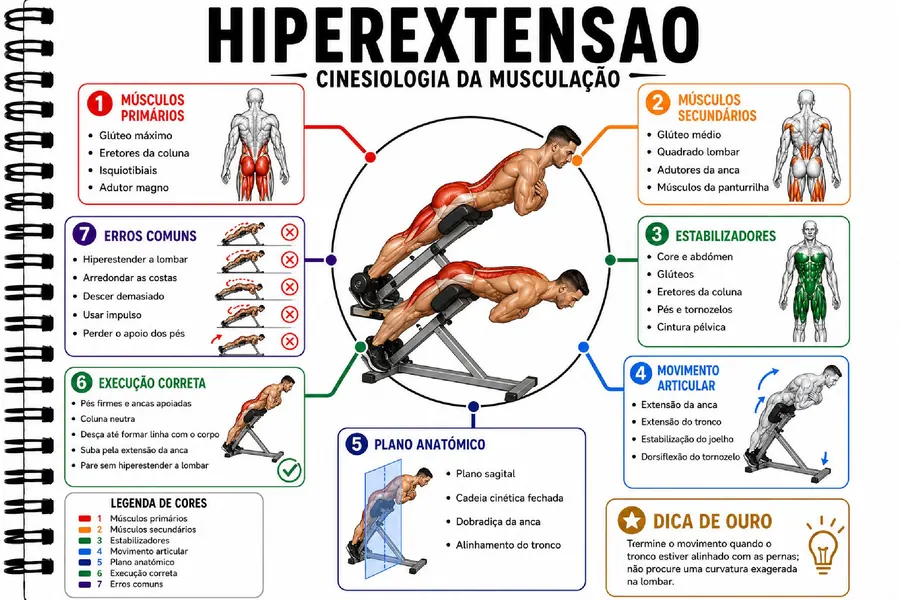 HIPEREXTENSAO
CINESIOLOGIA DA MUSCULAÇÃO
1 MÚSCULOS
PRIMÁRIOS
• Glúteo máximo
• Eretores da coluna
• Isquiotibiais
• Adutor magno
2 MÚSCULOS
SECUNDÁRIOS
• Glúteo médio
• Quadrado lombar
• Adutores da anca
• Músculos da panturrilha
7 ERROS COMUNS
• Hiperestender a lombar
• Arredondar as costas
• Descer demasiado
• Usar impulso
• Perder o apoio dos pés
3 ESTABILIZADORES
• Core e abdómen
• Glúteos
• Eretores da coluna
• Pés e tornozelos
• Cintura pélvica
6 EXECUÇÃO CORRETA
• Pés firmes e ancas apoiadas
• Coluna neutra
• Desça até formar linha com o corpo
• Suba pela extensão da anca
• Pare sem hiperestender a lombar
4 MOVIMENTO
ARTICULAR
• Extensão da anca
• Extensão do tronco
• Estabilização do joelho
• Dorsiflexão do tornozelo
5 PLANO ANATÓMICO
• Plano sagital
• Cadeia cinética fechada
• Dobradiça da anca
• Alinhamento do tronco
LEGENDA DE CORES
1 Músculos primários
2 Músculos secundários
3 Estabilizadores
4 Movimento articular
5 Plano anatómico
6 Execução correta
7 Erros comuns
DICA DE OURO
Termine o movimento quando o
tronco estiver alinhado com as pernas;
não procure uma curvatura exagerada
na lombar.